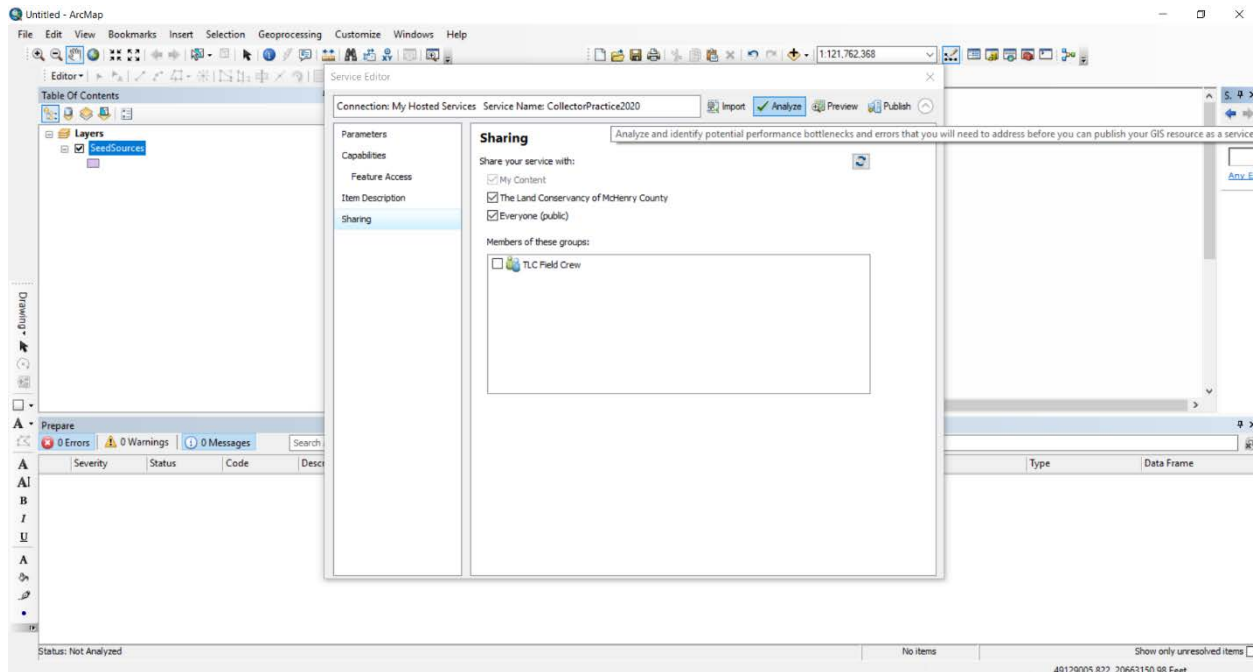 Untitled - ArcMap
File Edit View Bookmarks Insert Selection Geoprocessing Customize Windows Help
1:121,762,368
Editor
Service Editor
Table Of Contents
Layers
SeedSources
Connection: My Hosted Services Service Name: CollectorPractice2020
Import Analyze Preview Publish
Analyze and identify potential performance bottlenecks and errors that you will need to address before you can publish your GIS resource as a service
Parameters
Capabilities
Feature Access
Item Description
Sharing
Sharing
Share your service with:
My Content
The Land Conservancy of McHenry County
Everyone (public)
Members of these groups:
TLC Field Crew
S.
Any E
Drawing
A
A
A
B
I
U
A
Prepare
0 Errors 0 Warnings 0 Messages Search
Severity Status Code Descr Type Data Frame
Status: Not Analyzed No items Show only unresolved items
49129005.822 20663150.98 Feet